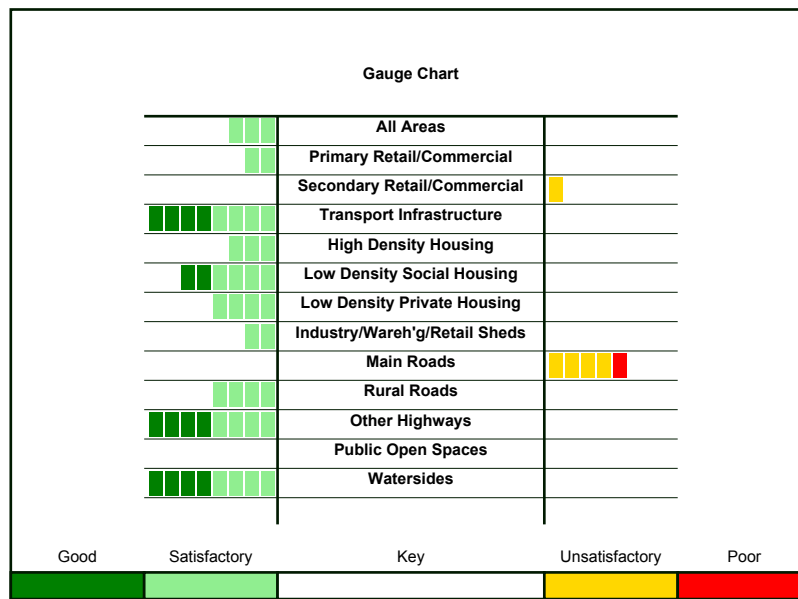 Gauge Chart
All Areas
Primary Retail/Commercial
Secondary Retail/Commercial
Transport Infrastructure
High Density Housing
Low Density Social Housing
Low Density Private Housing
Industry/Wareh'g/Retail Sheds
Main Roads
Rural Roads
Other Highways
Public Open Spaces
Watersides
Good Satisfactory Key Unsatisfactory Poor